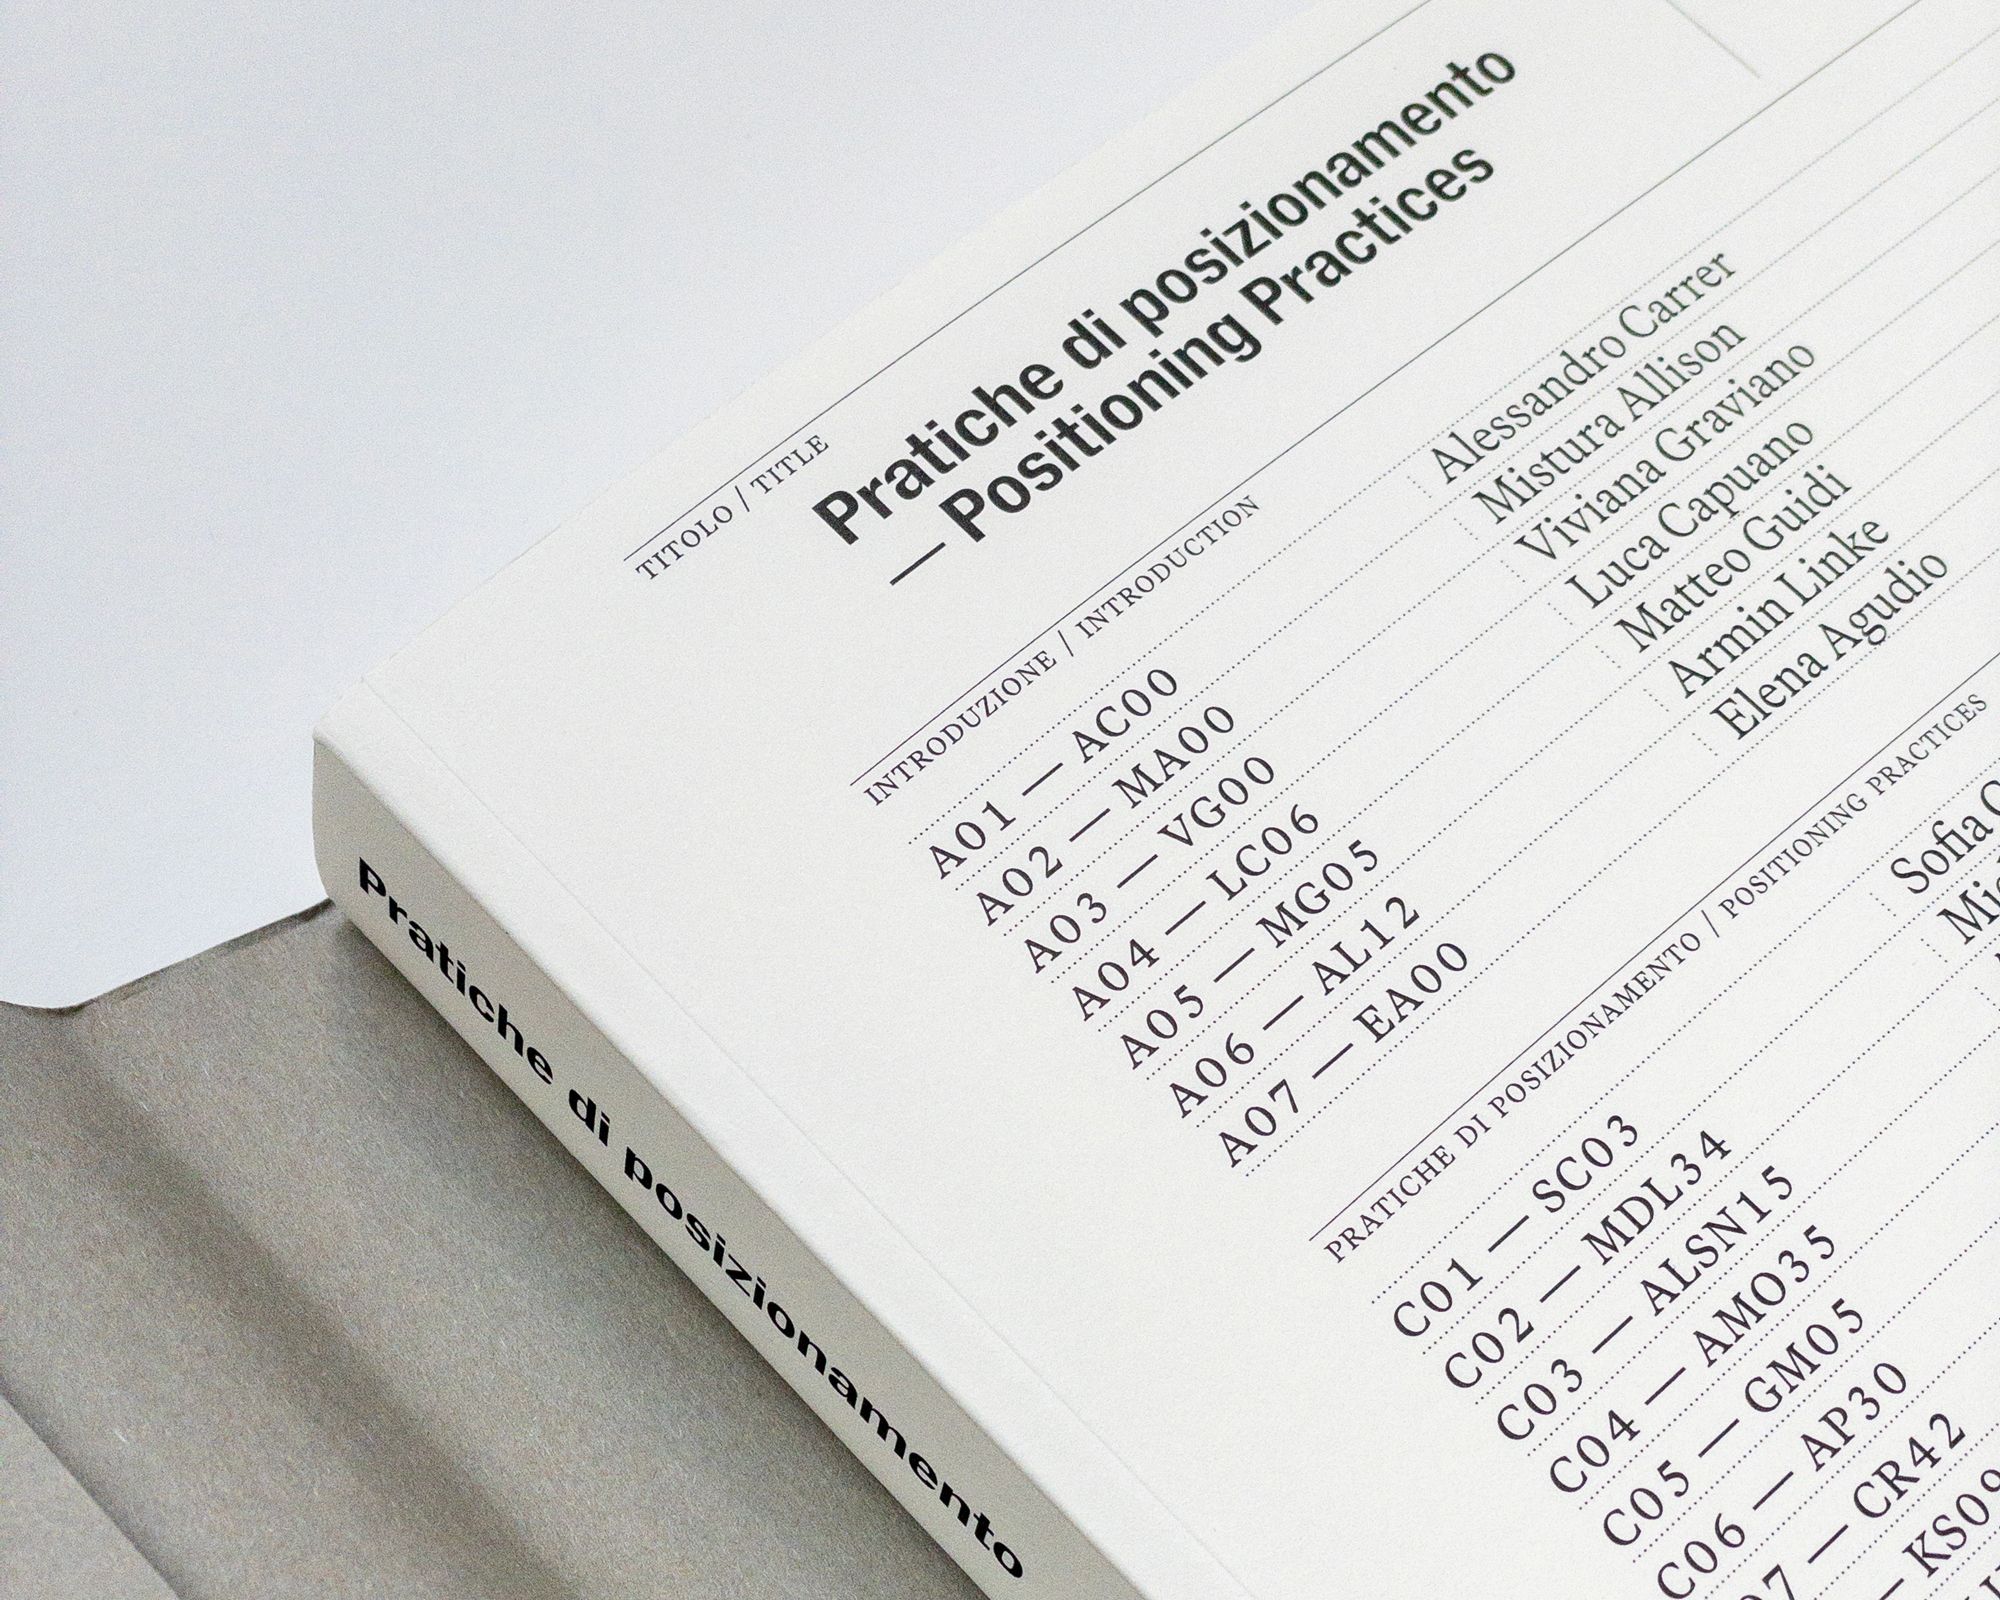 TITOLO / TITLE
Pratiche di posizionamento
— Positioning Practices
INTRODUZIONE / INTRODUCTION
A01 — AC00 Alessandro Carrer
A02 — MA00 Mistura Allison
A03 — VG00 Viviana Graviano
A04 — LC06 Luca Capuano
A05 — MG05 Matteo Guidi
A06 — AL12 Armin Linke
A07 — EA00 Elena Agudio
PRATICHE DI POSIZIONAMENTO / POSITIONING PRACTICES
C01 — SC03 Sofia
C02 — MDL34
C03 — ALSN15
C04 — AMO35
C05 — GM05
C06 — AP30
— CR42
Pratiche di posizionamento